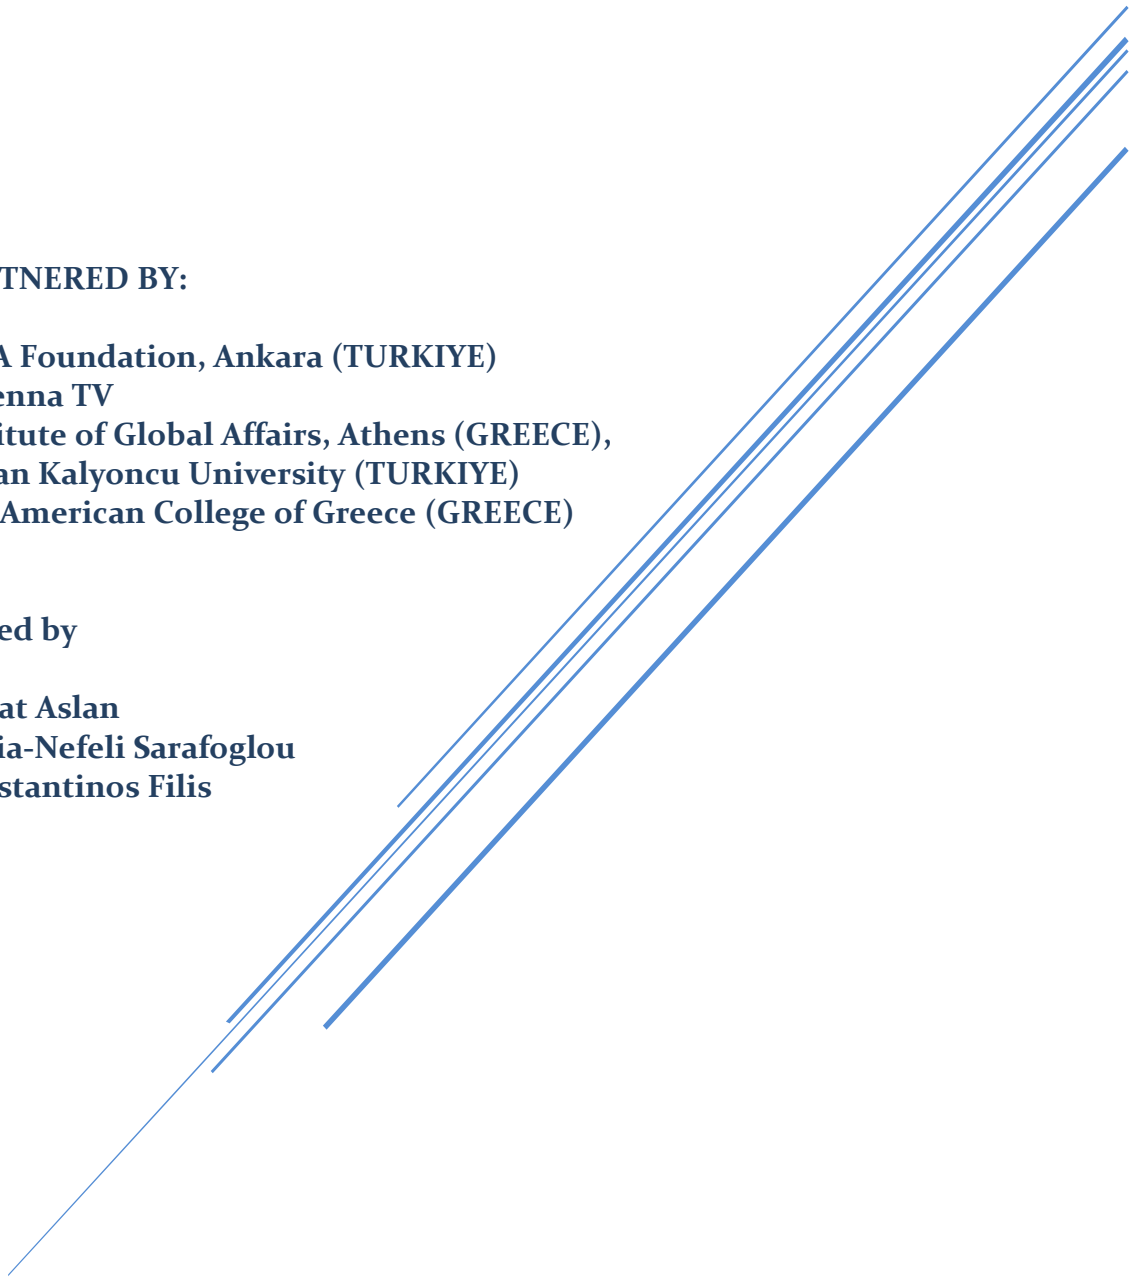 TNERED BY:
A Foundation, Ankara (TURKIYE)
enna TV
itute of Global Affairs, Athens (GREECE),
an Kalyoncu University (TURKIYE)
American College of Greece (GREECE)
ed by
at Aslan
ia-Nefeli Sarafoglou
stantinos Filis